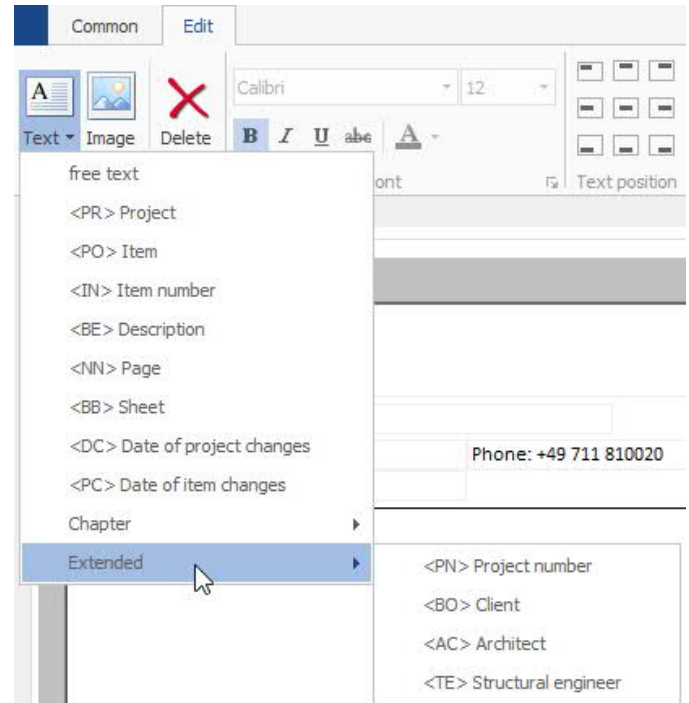 Common Edit
A
Calibri 12
Text Image Delete B I U abc A
free text
ont Text position
<PR> Project
<PO> Item
<IN> Item number
<BE> Description
<NN> Page
<BB> Sheet
<DC> Date of project changes
Phone: +49 711 810020
<PC> Date of item changes
Chapter
Extended
<PN> Project number
<BO> Client
<AC> Architect
<TE> Structural engineer